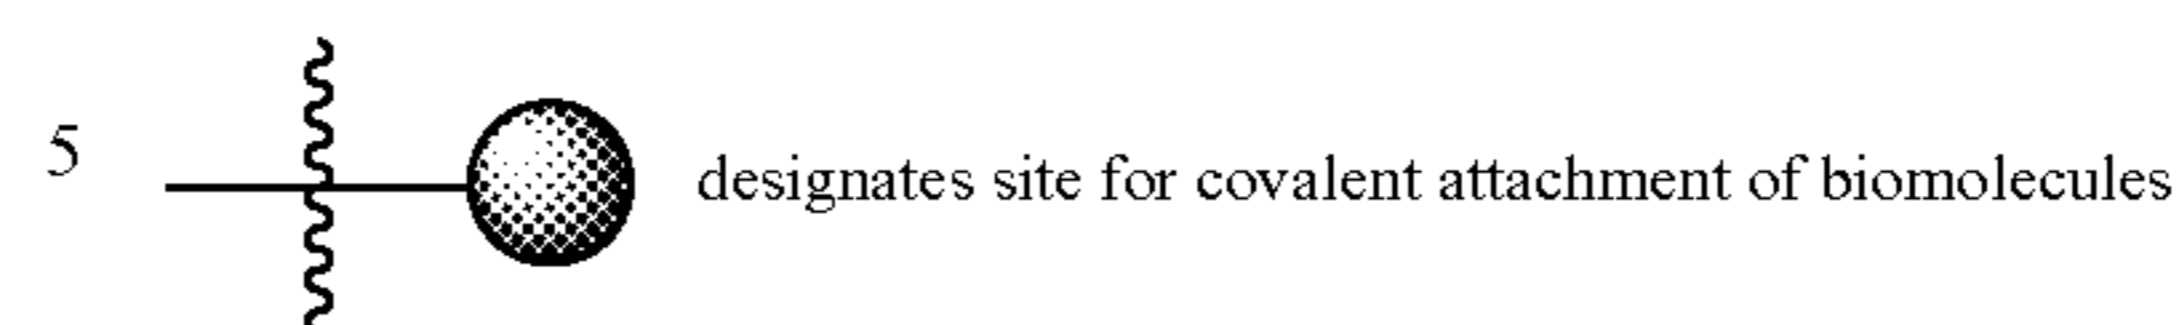 5
designates site for covalent attachment of biomolecules